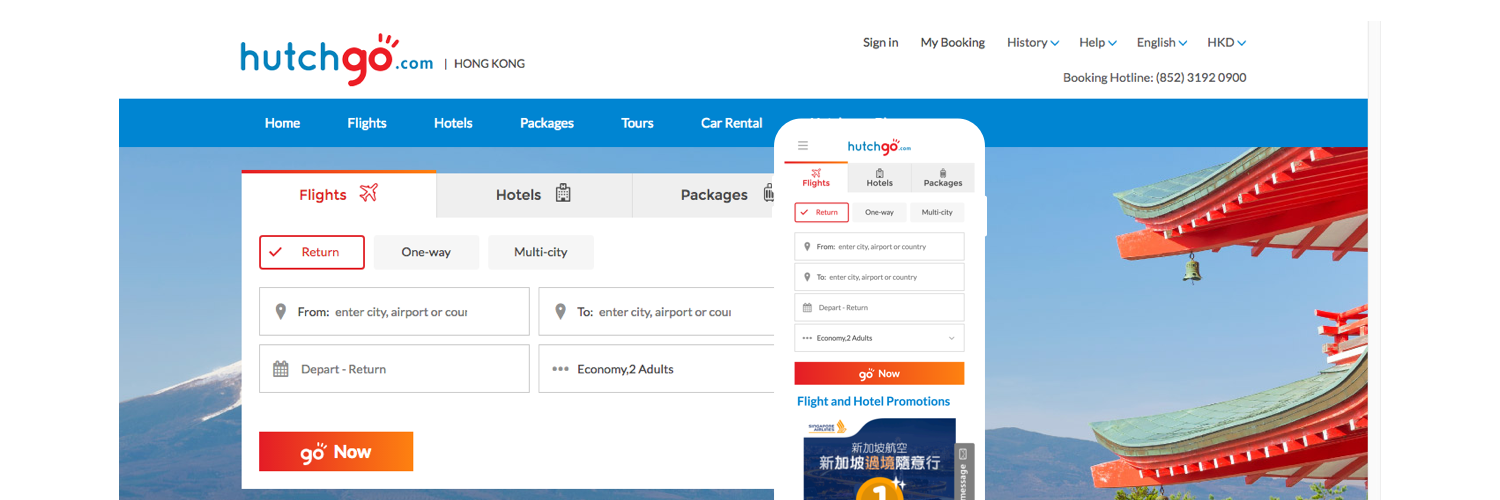 hutchgo.com | HONG KONG
Sign in My Booking History Help English HKD
Booking Hotline: (852) 3192 0900
Home Flights Hotels Packages Tours Car Rental
Flights Hotels Packages
Return One-way Multi-city
From: enter city, airport or cour
To: enter city, airport or cour
Depart - Return
Economy,2 Adults
go Now
hutchgo.com
Flights Hotels Packages
Return One-way Multi-city
From: enter city, airport or country
To: enter city, airport or country
Depart - Return
Economy,2 Adults
go Now
Flight and Hotel Promotions
SINGAPORE AIRLINES
新加坡航空
新加坡過境隨意行
1
message